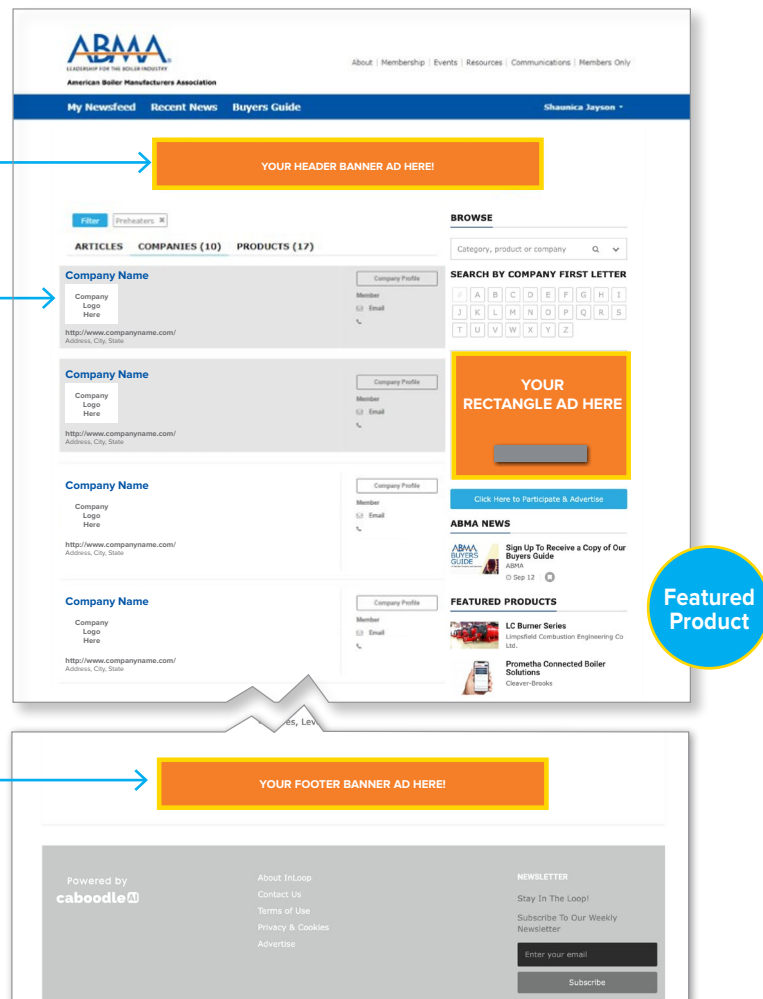 ABMA
LEADERSHIP FOR THE BOILER INDUSTRY
American Boiler Manufacturers Association
About | Membership | Events | Resources | Communications | Members Only
My Newsfeed Recent News Buyers Guide Shaunica Jayson
YOUR HEADER BANNER AD HERE!
Filter Preheaters ✖
ARTICLES COMPANIES (10) PRODUCTS (17)
Company Name
Company
Logo
Here
http://www.companyname.com/
Address, City, State
Company Profile
Member
Email
Company Name
Company
Logo
Here
http://www.companyname.com/
Address, City, State
Company Profile
Member
Email
Company Name
Company
Logo
Here
http://www.companyname.com/
Address, City, State
Company Profile
Member
Email
Company Name
Company
Logo
Here
http://www.companyname.com/
Address, City, State
Company Profile
Member
Email
BROWSE
Category, product or company
SEARCH BY COMPANY FIRST LETTER
# A B C D E F G H I
J K L M N O P Q R S
T U V W X Y Z
YOUR
RECTANGLE AD HERE
Click Here to Participate & Advertise
ABMA NEWS
ABMA
BUYERS
GUIDE
Sign Up To Receive a Copy of Our
Buyers Guide
ABMA
Sep 12
FEATURED PRODUCTS
LC Burner Series
Limpsfield Combustion Engineering Co
Ltd.
Prometha Connected Boiler
Solutions
Cleaver-Brooks
Featured
Product
YOUR FOOTER BANNER AD HERE!
Powered by
caboodle AI
About InLoop
Contact Us
Terms of Use
Privacy & Cookies
Advertise
NEWSLETTER
Stay In The Loop!
Subscribe To Our Weekly
Newsletter
Enter your email
Subscribe